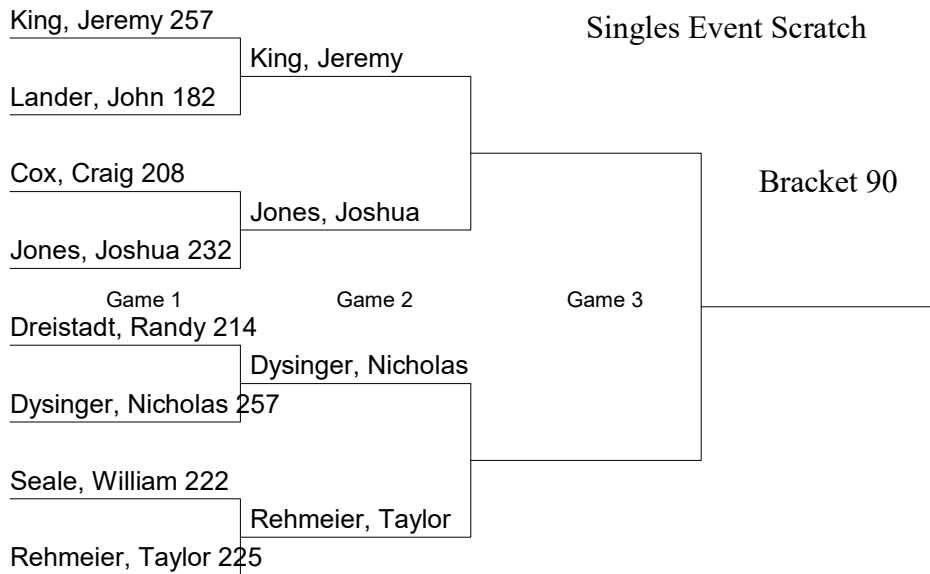 King, Jeremy 257
Singles Event Scratch
King, Jeremy
Lander, John 182
Cox, Craig 208
Bracket 90
Jones, Joshua
Jones, Joshua 232
Game 1
Game 2
Game 3
Dreistadt, Randy 214
Dysinger, Nicholas
Dysinger, Nicholas 257
Seale, William 222
Rehmeier, Taylor
Rehmeier, Taylor 225